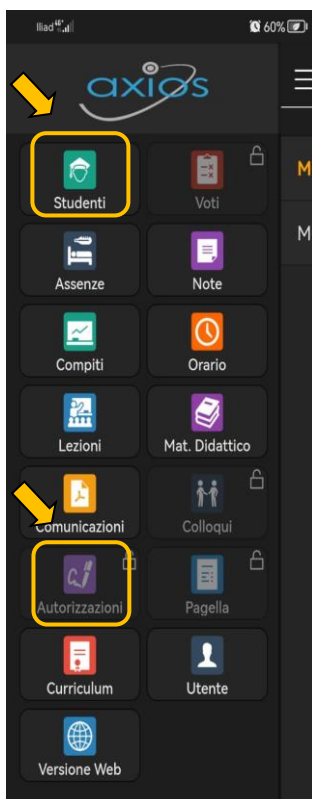 Iliad 4G 60%
axios
Studenti Voti
M
Assenze Note
M
Compiti Orario
Lezioni Mat. Didattico
Comunicazioni Colloqui
Autorizzazioni Pagella
Curriculum Utente
Versione Web